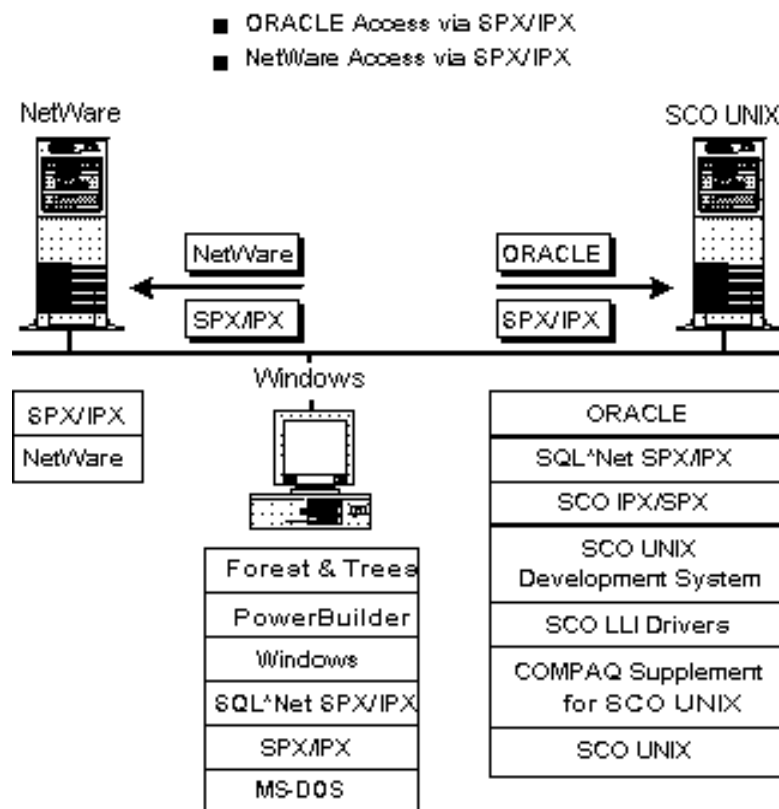 ORACLE Access via SPX/IPX
NetWare Access via SPX/IPX
NetWare
SCO UNIX
NetWare
ORACLE
SPX/IPX
SPX/IPX
Windows
SPX/IPX
NetWare
Forest & Trees
PowerBuilder
Windows
SQL^Net SPX/IPX
SPX/IPX
MS-DOS
ORACLE
SQL^Net SPX/IPX
SCO IPX/SPX
SCO UNIX
Development System
SCO LLI Drivers
COMPAQ Supplement
for SCO UNIX
SCO UNIX